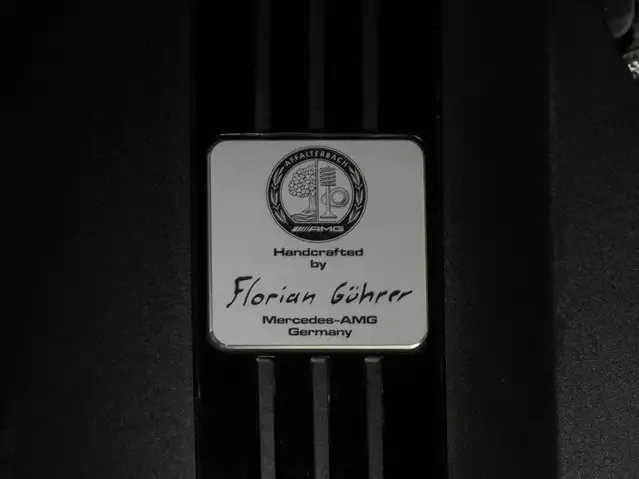 AFFALTERBACH
AMG
Handcrafted
by
Florian Göhrer
Mercedes-AMG
Germany